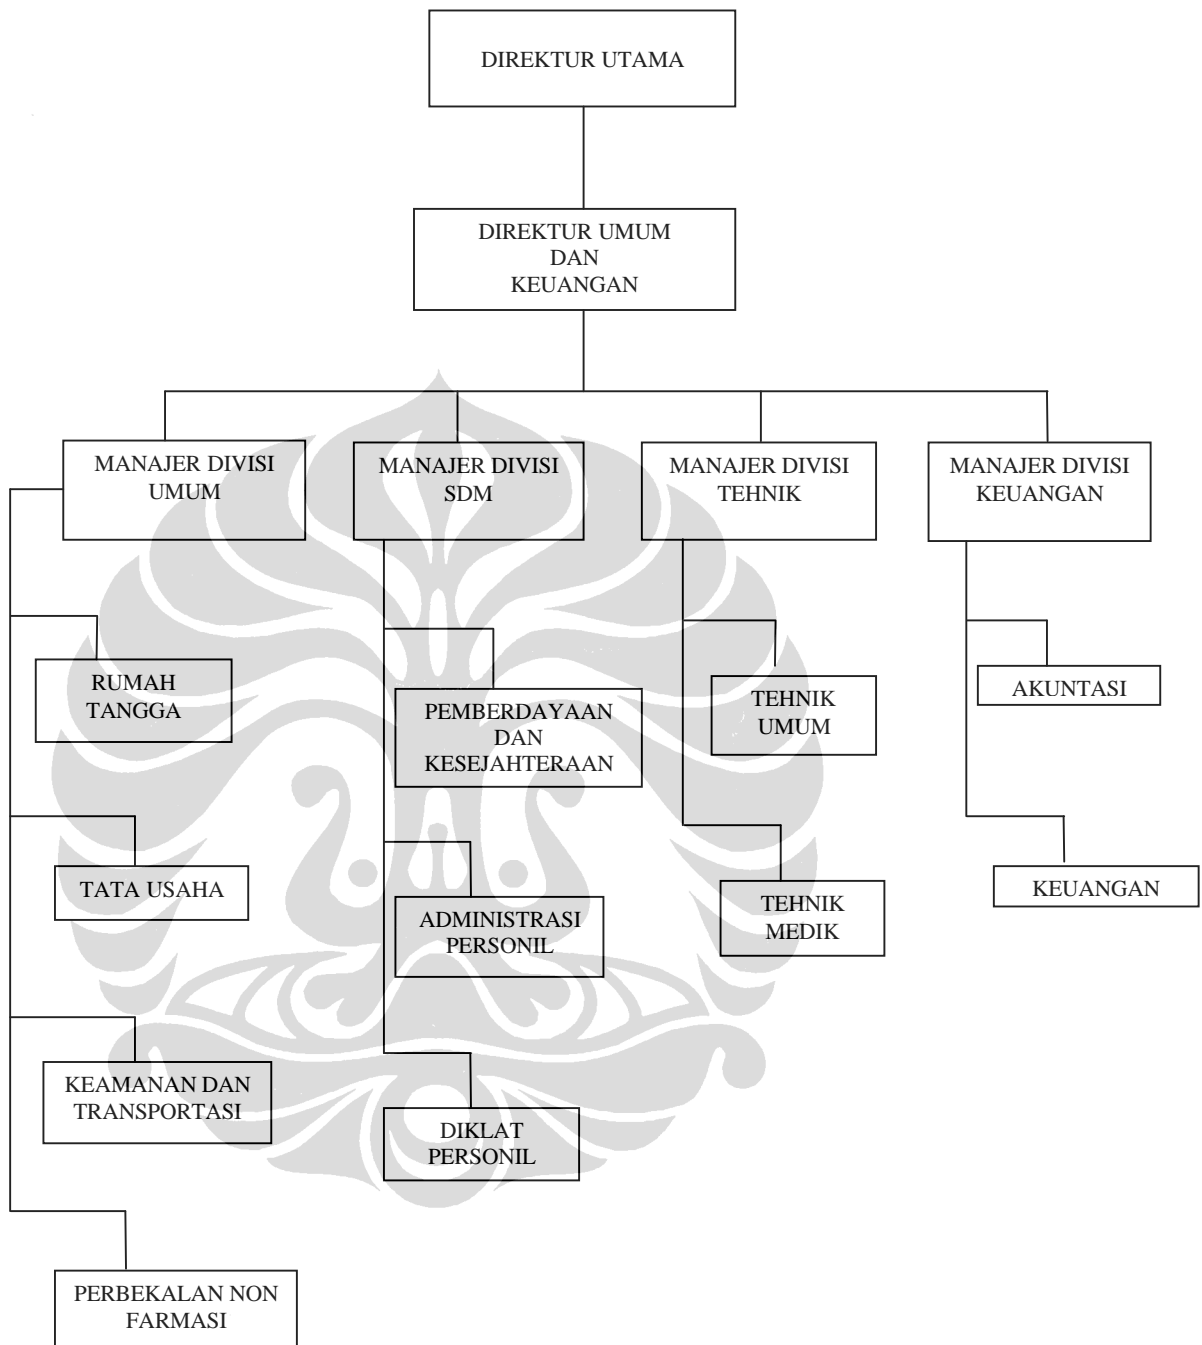 DIREKTUR UTAMA
DIREKTUR UMUM
DAN
KEUANGAN
MANAJER DIVISI
UMUM
MANAJER DIVISI
SDM
MANAJER DIVISI
TEHNIK
MANAJER DIVISI
KEUANGAN
RUMAH
TANGGA
PEMBERDAYAAN
DAN
KESEJAHTERAAN
TEHNIK
UMUM
AKUNTASI
TATA USAHA
ADMINISTRASI
PERSONIL
TEHNIK
MEDIK
KEUANGAN
KEAMANAN DAN
TRANSPORTASI
DIKLAT
PERSONIL
PERBEKALAN NON
FARMASI